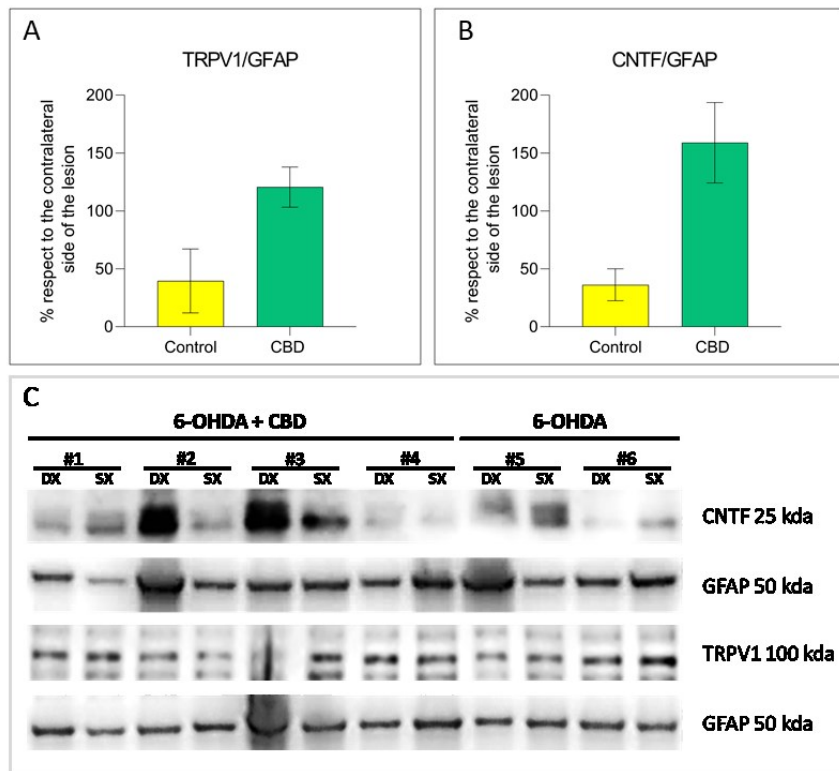 A
TRPV1/GFAP
% respect to the contralateral
side of the lesion
200
150
100
50
0
Control CBD
B
CNTF/GFAP
% respect to the contralateral
side of the lesion
200
150
100
50
0
Control CBD
C
6-OHDA + CBD 6-OHDA
#1 #2 #3 #4 #5 #6
DX SX DX SX DX SX DX SX DX SX DX SX
CNTF 25 kda
GFAP 50 kda
TRPV1 100 kda
GFAP 50 kda